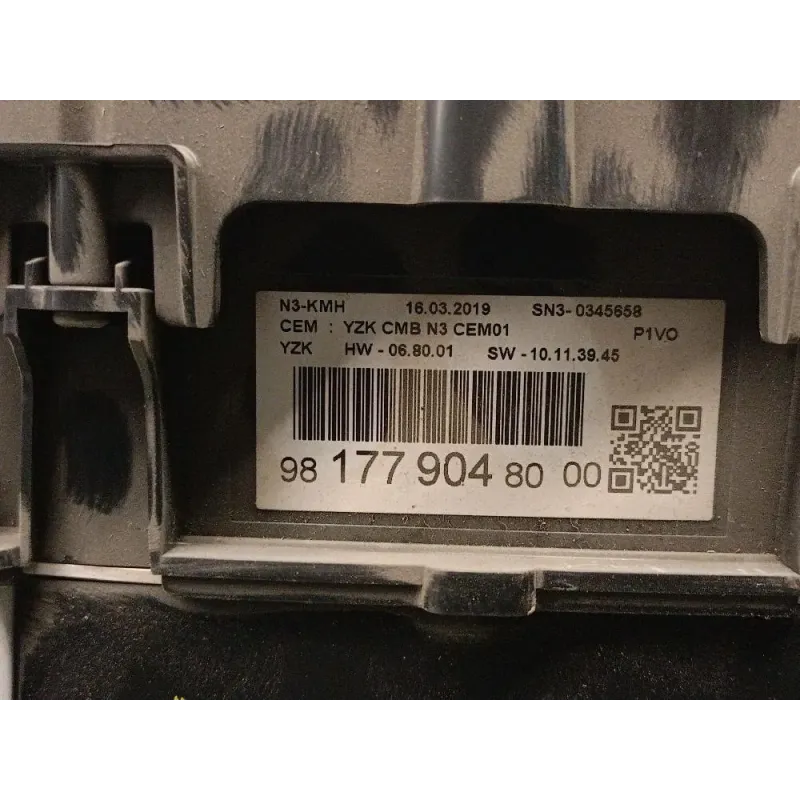 N3-KMH 16.03.2019 SN3-0345658
CEM : YZK CMB N3 CEM01 P1VO
YZK HW - 06.80.01 SW - 10.11.39.45
98 177 904 80 00